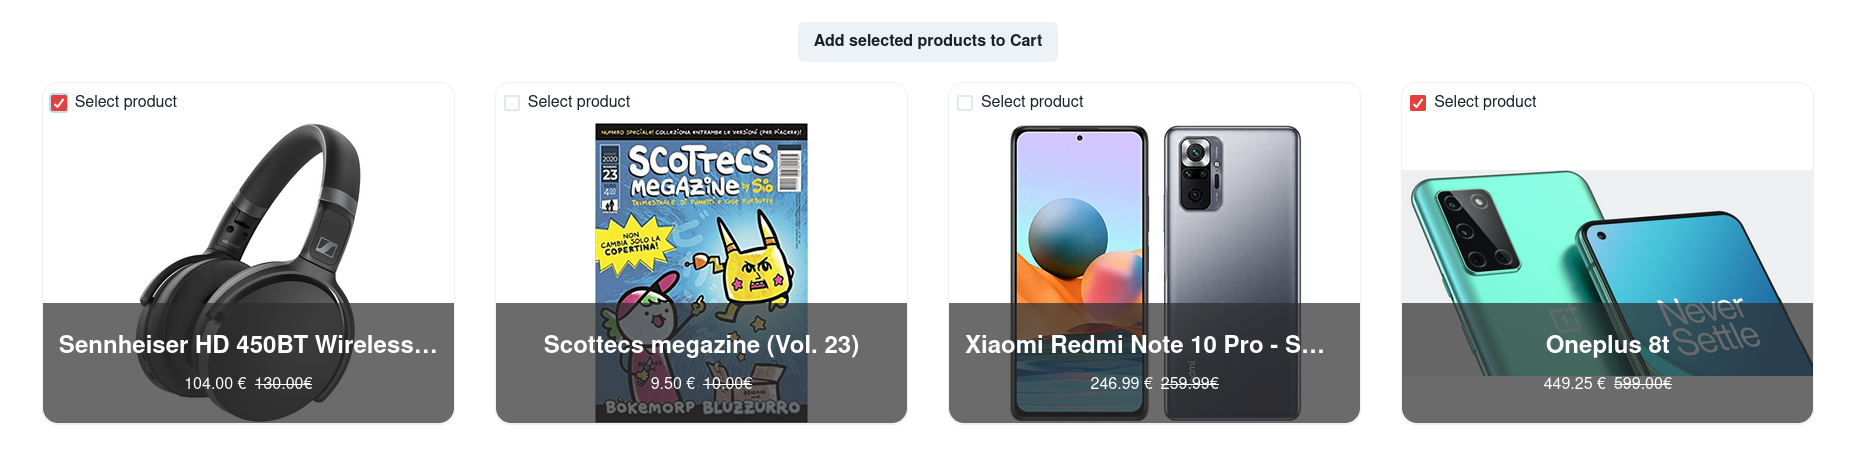 Add selected products to Cart
Select product
Sennheiser HD 450BT Wireless...
104.00 € 130.00€
Select product
NUMERO SPECIALE! COLLEZIONA ENTRAMBE LE VERSIONI (PER PIACERE)!
2020
23
SCOTTECS
MEGAZINE by Sio
TRIMESTRALE DI FUMETTI E COSE FURBUFFE
NON
CAMBIA SOLO LA
COPERTINA!
Scottecs megazine (Vol. 23)
9.50 € 10.00€
BÖKEMORP BLUZZURRO
Select product
Xiaomi Redmi Note 10 Pro - S...
246.99 € 259.99€
Select product
Never
Settle
Oneplus 8t
449.25 € 599.00€